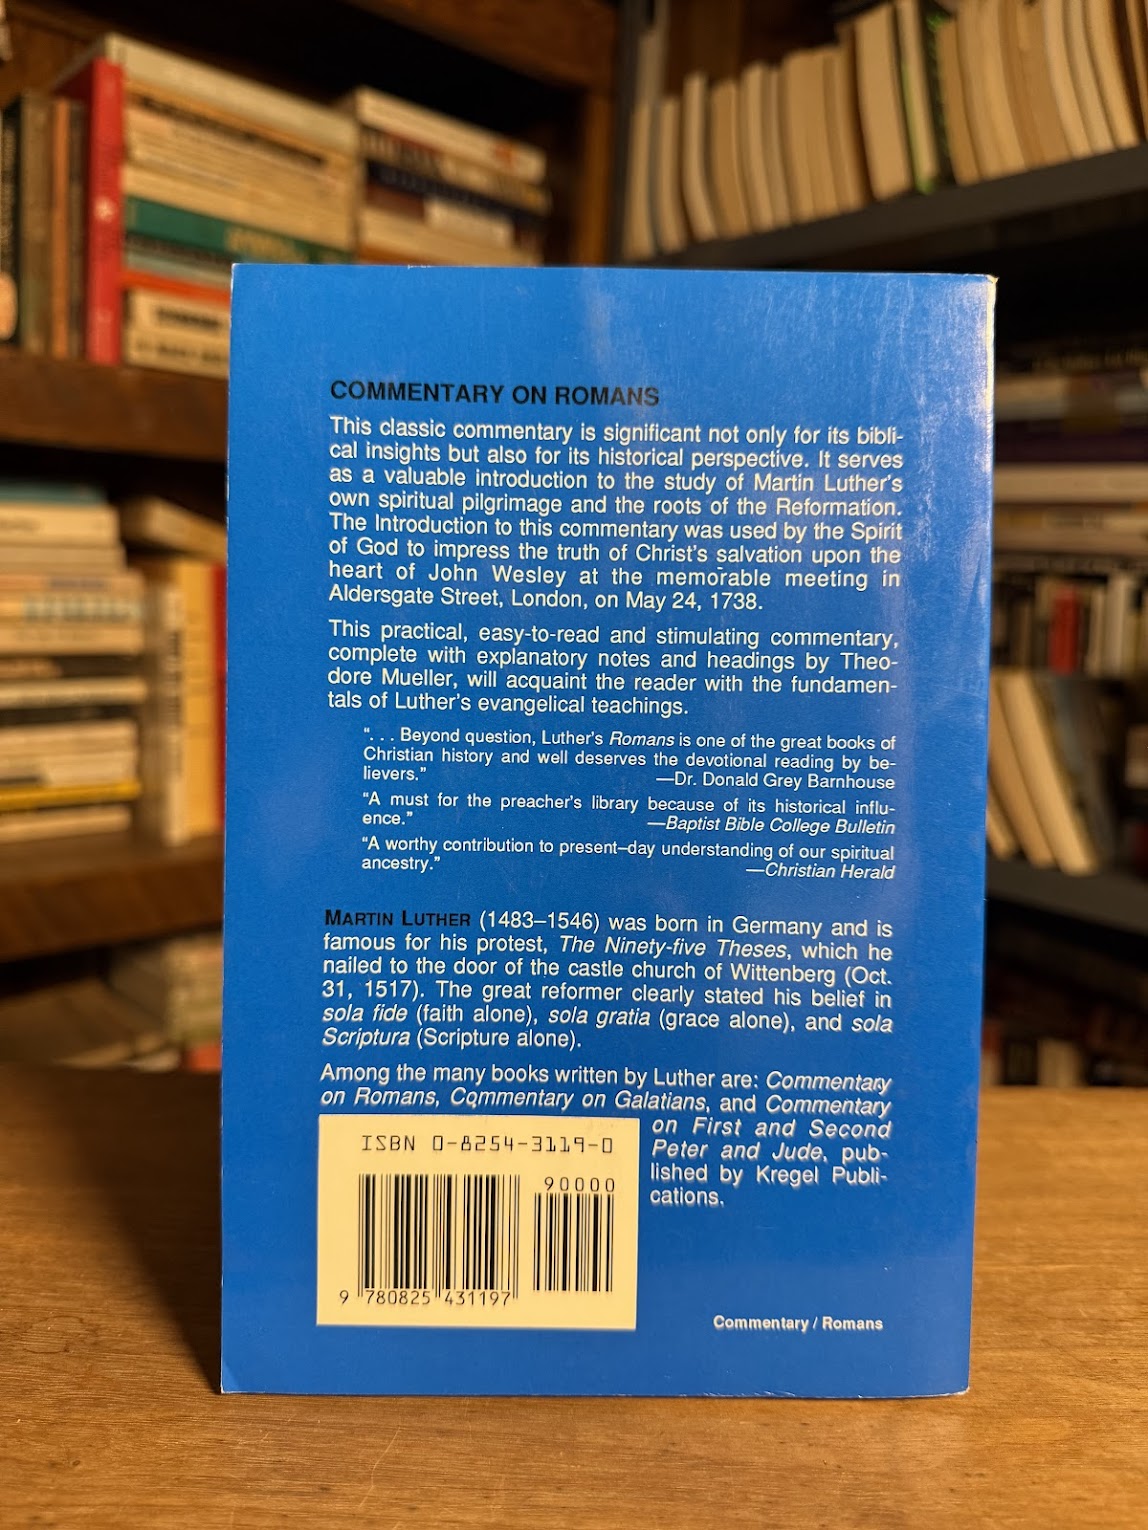 COMMENTARY ON ROMANS
This classic commentary is significant not only for its bibli-
cal insights but also for its historical perspective. It serves
as a valuable introduction to the study of Martin Luther's
own spiritual pilgrimage and the roots of the Reformation.
The Introduction to this commentary was used by the Spirit
of God to impress the truth of Christ's salvation upon the
heart of John Wesley at the memorable meeting in
Aldersgate Street, London, on May 24, 1738.
This practical, easy-to-read and stimulating commentary,
complete with explanatory notes and headings by Theo-
dore Mueller, will acquaint the reader with the fundamen-
tals of Luther's evangelical teachings.
“. . . Beyond question, Luther's Romans is one of the great books of
Christian history and well deserves the devotional reading by be-
lievers.” —Dr. Donald Grey Barnhouse
“A must for the preacher's library because of its historical influ-
ence.” —Baptist Bible College Bulletin
“A worthy contribution to present–day understanding of our spiritual
ancestry.” —Christian Herald
MARTIN LUTHER (1483–1546) was born in Germany and is
famous for his protest, The Ninety-five Theses, which he
nailed to the door of the castle church of Wittenberg (Oct.
31, 1517). The great reformer clearly stated his belief in
sola fide (faith alone), sola gratia (grace alone), and sola
Scriptura (Scripture alone).
Among the many books written by Luther are: Commentary
on Romans, Commentary on Galatians, and Commentary
on First and Second
Peter and Jude, pub-
lished by Kregel Publi-
cations.
ISBN 0-8254-3119-0
90000
9 780825 431197
Commentary / Romans